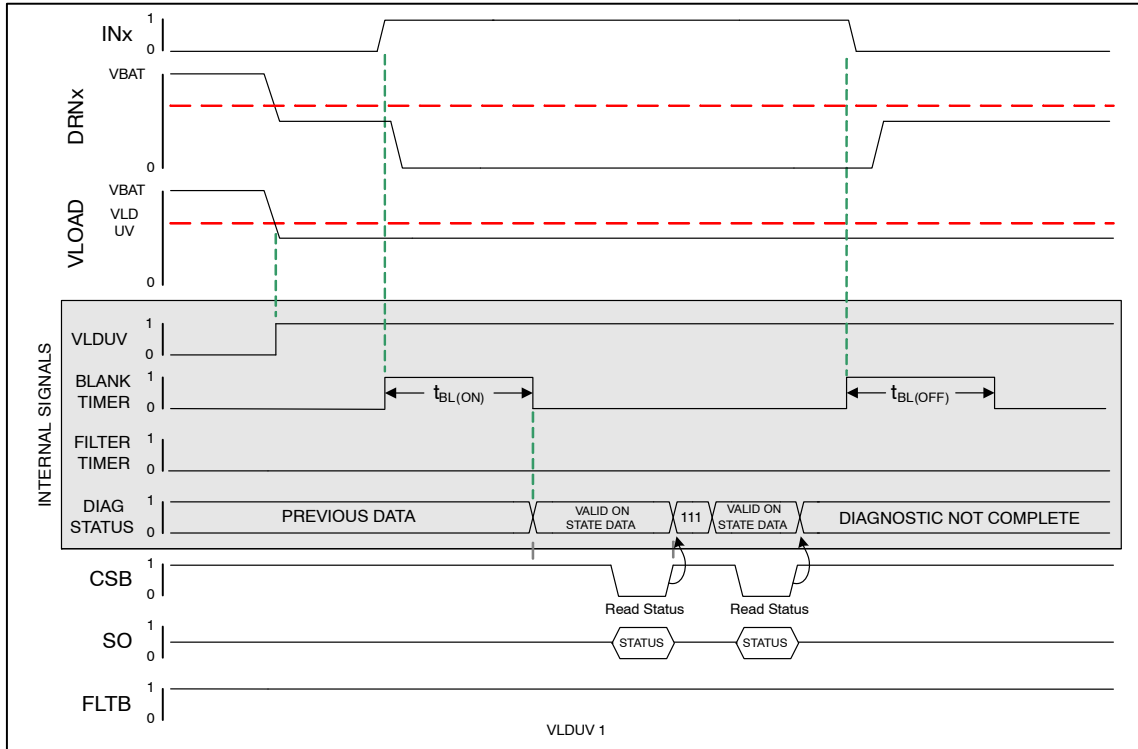 INx
1
0
DRNx
VBAT
0
VLOAD
VBAT
VLD
UV
0
INTERNAL SIGNALS
VLDUV
1
0
BLANK
TIMER
1
0
tBL(ON)
tBL(OFF)
FILTER
TIMER
1
0
DIAG
STATUS
1
0
PREVIOUS DATA
VALID ON
STATE DATA
111
VALID ON
STATE DATA
DIAGNOSTIC NOT COMPLETE
CSB
1
0
Read Status
Read Status
SO
1
0
STATUS
STATUS
FLTB
1
0
VLDUV 1